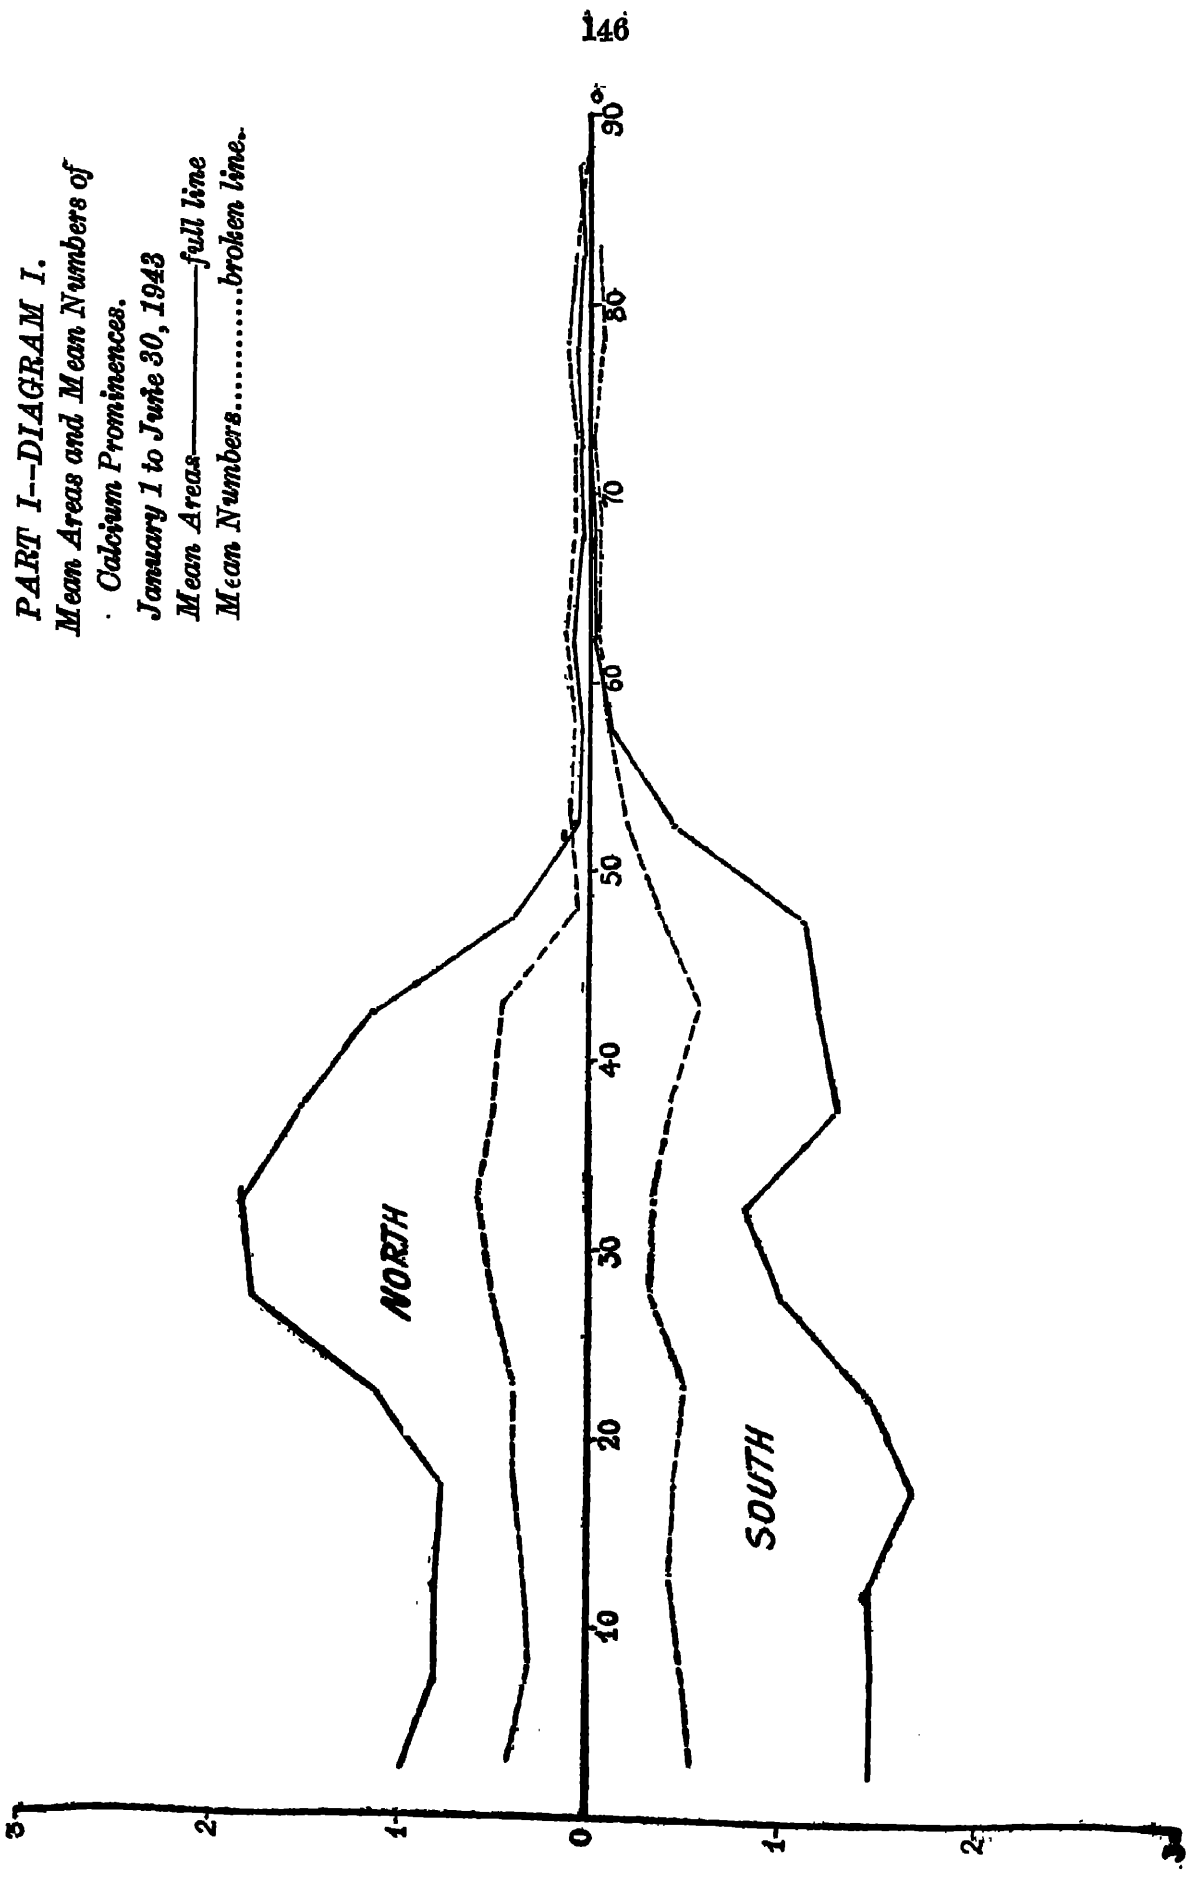 146
PART I--DIAGRAM I.
Mean Areas and Mean Numbers of
Calcium Prominences.
January 1 to June 30, 1943
Mean Areas————full line
Mean Numbers............broken line.
NORTH
SOUTH
3
2
1
0
1
2
3
10
20
30
40
50
60
70
80
90°